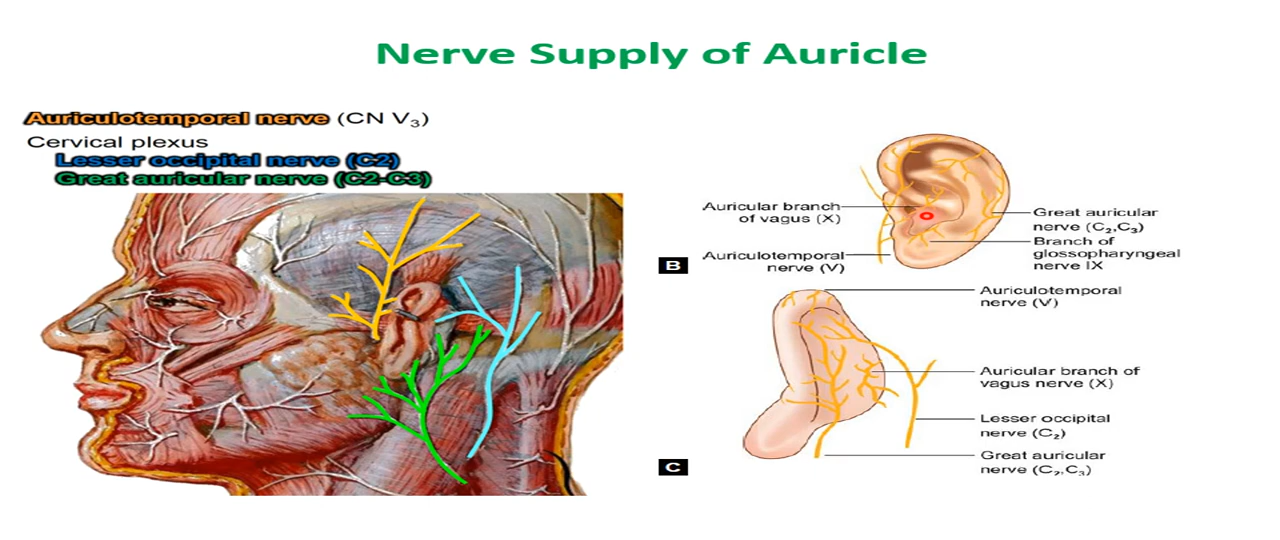 Nerve Supply of Auricle
Auriculotemporal nerve (CN V₃)
Cervical plexus
Lesser occipital nerve (C2)
Great auricular nerve (C2-C3)
Auricular branch
of vagus (X)
Auriculotemporal
nerve (V)
B
Great auricular
nerve (C₂,C₃)
Branch of
glossopharyngeal
nerve IX
Auriculotemporal
nerve (V)
Auricular branch of
vagus nerve (X)
Lesser occipital
nerve (C₂)
Great auricular
nerve (C₂,C₃)
C